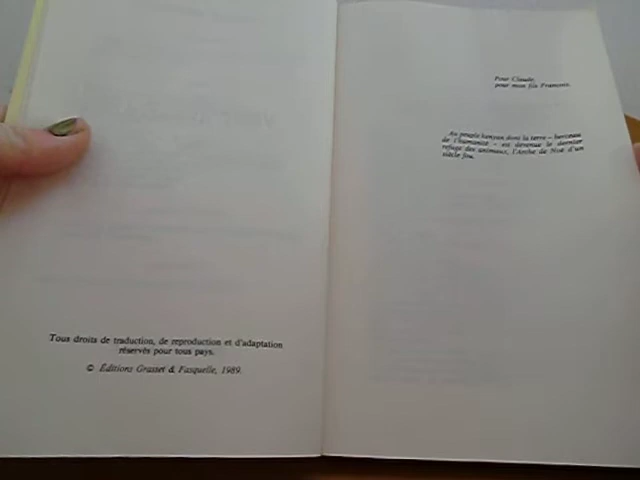 Tous droits de traduction, de reproduction et d'adaptation
réservés pour tous pays.
© Éditions Grasset & Fasquelle, 1989.
Pour Claude,
pour mon fils François.
Au peuple kenyan dont la terre – berceau
de l'humanité – est devenue le dernier
refuge des animaux, l'Arche de Noé d'un
siècle fou.